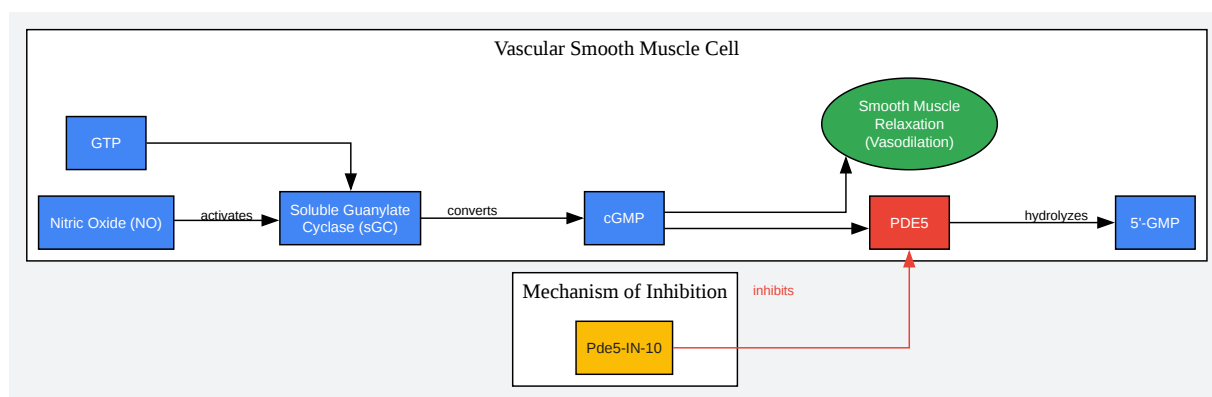 Vascular Smooth Muscle Cell
Smooth Muscle
Relaxation
(Vasodilation)
GTP
Nitric Oxide (NO)
activates
Soluble Guanylate
Cyclase (sGC)
converts
cGMP
PDE5
hydrolyzes
5'-GMP
Mechanism of Inhibition
inhibits
Pde5-IN-10